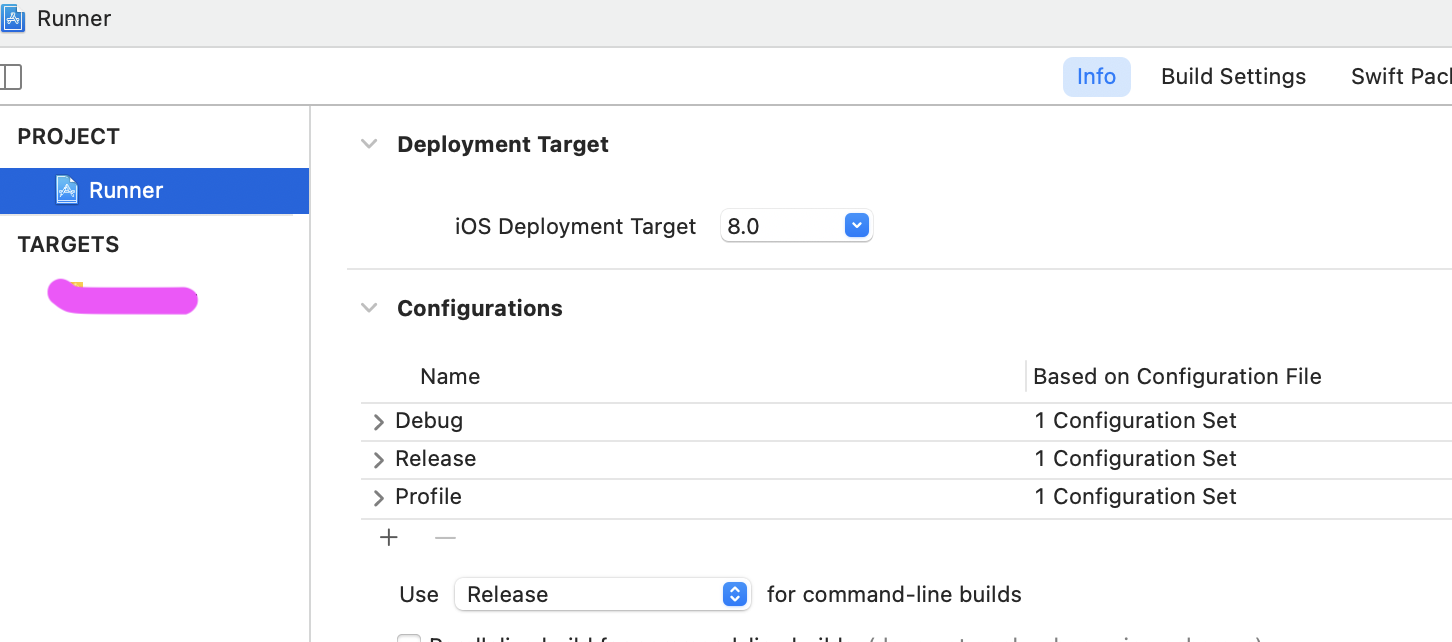 Runner
Info Build Settings Swift Pac
PROJECT
Runner
TARGETS
Deployment Target
iOS Deployment Target 8.0
Configurations
Name Based on Configuration File
Debug 1 Configuration Set
Release 1 Configuration Set
Profile 1 Configuration Set
Use Release for command-line builds